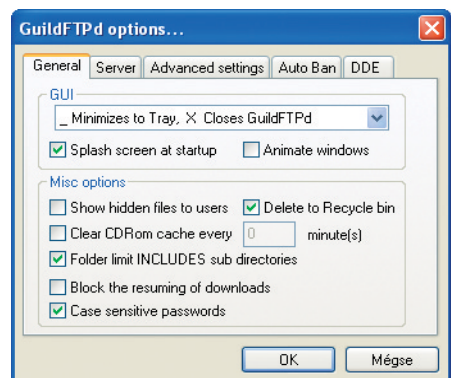 GuildFTPd options...
General Server Advanced settings Auto Ban DDE
GUI
_ Minimizes to Tray, X Closes GuildFTPd
Splash screen at startup Animate windows
Misc options
Show hidden files to users Delete to Recycle bin
Clear CDRom cache every 0 minute(s)
Folder limit INCLUDES sub directories
Block the resuming of downloads
Case sensitive passwords
OK Mégse